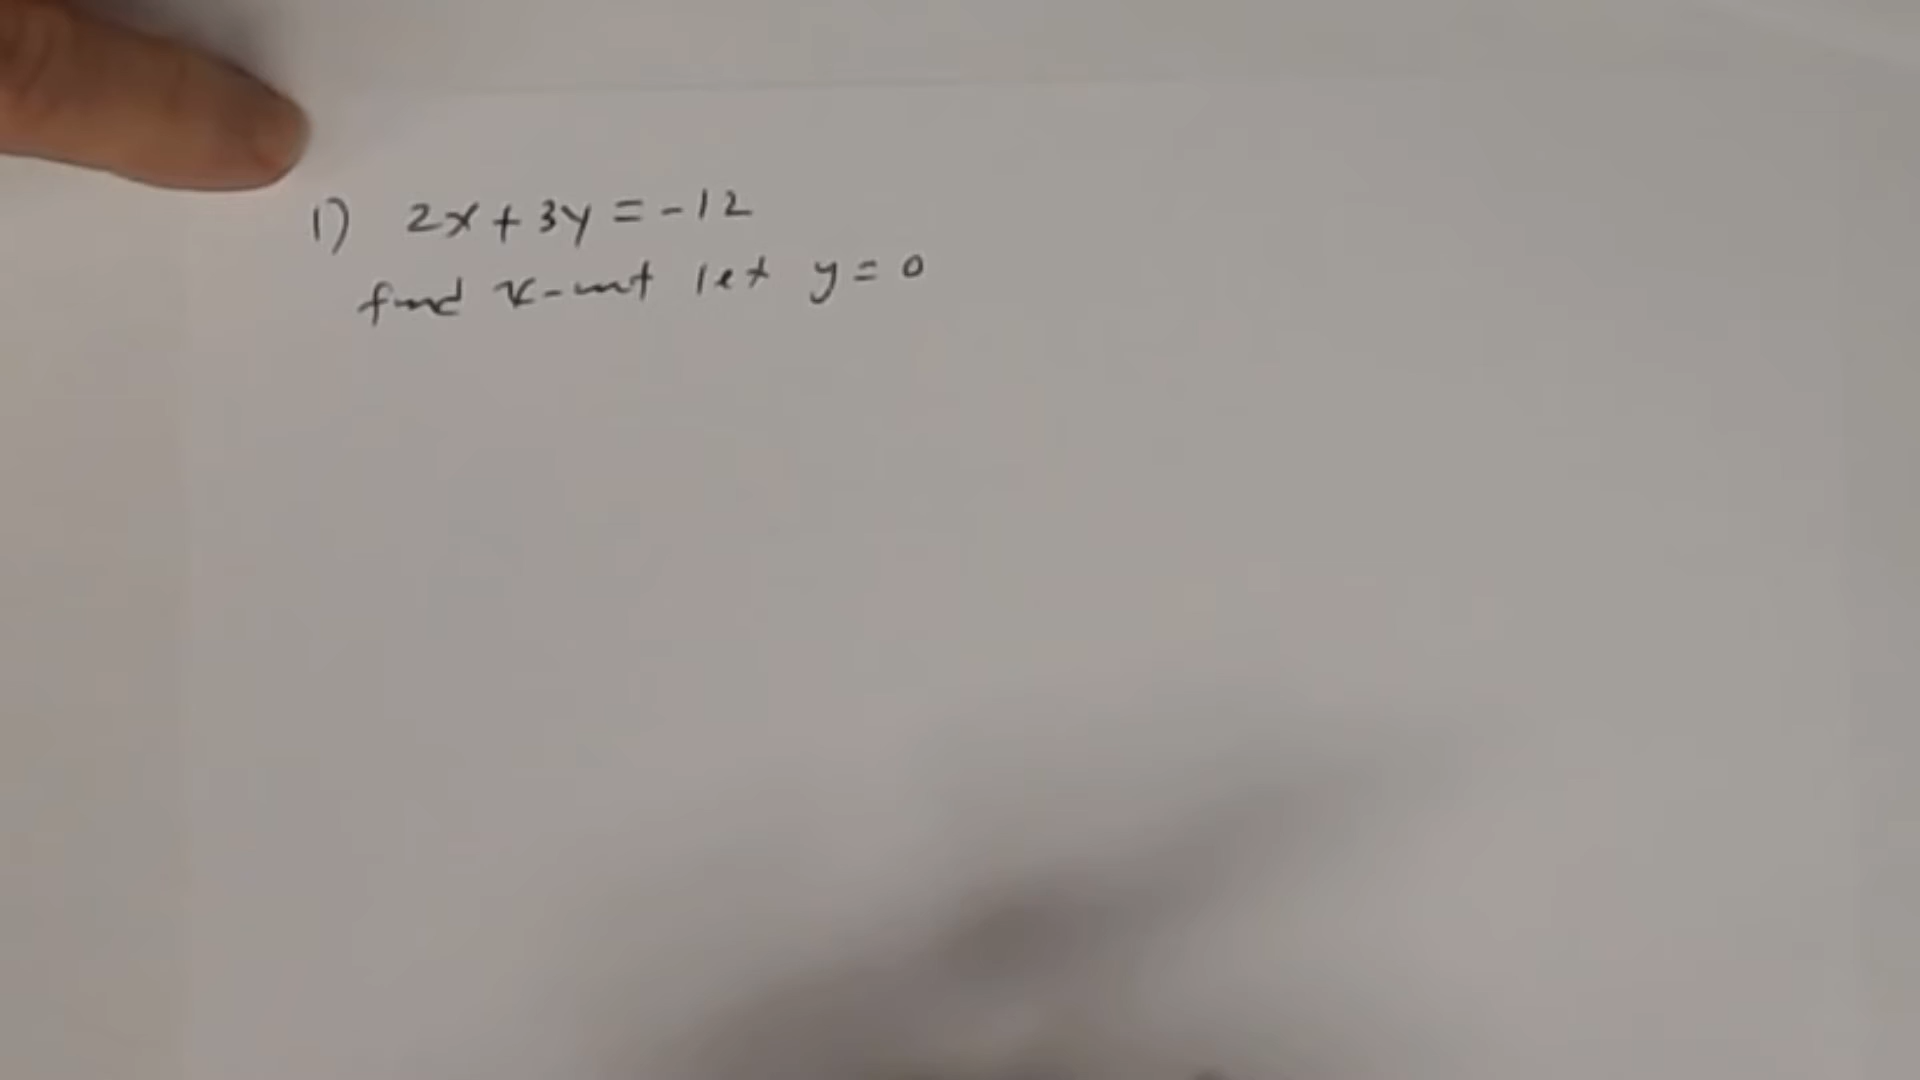 1) 2x + 3y = -12
find x-int let y = 0